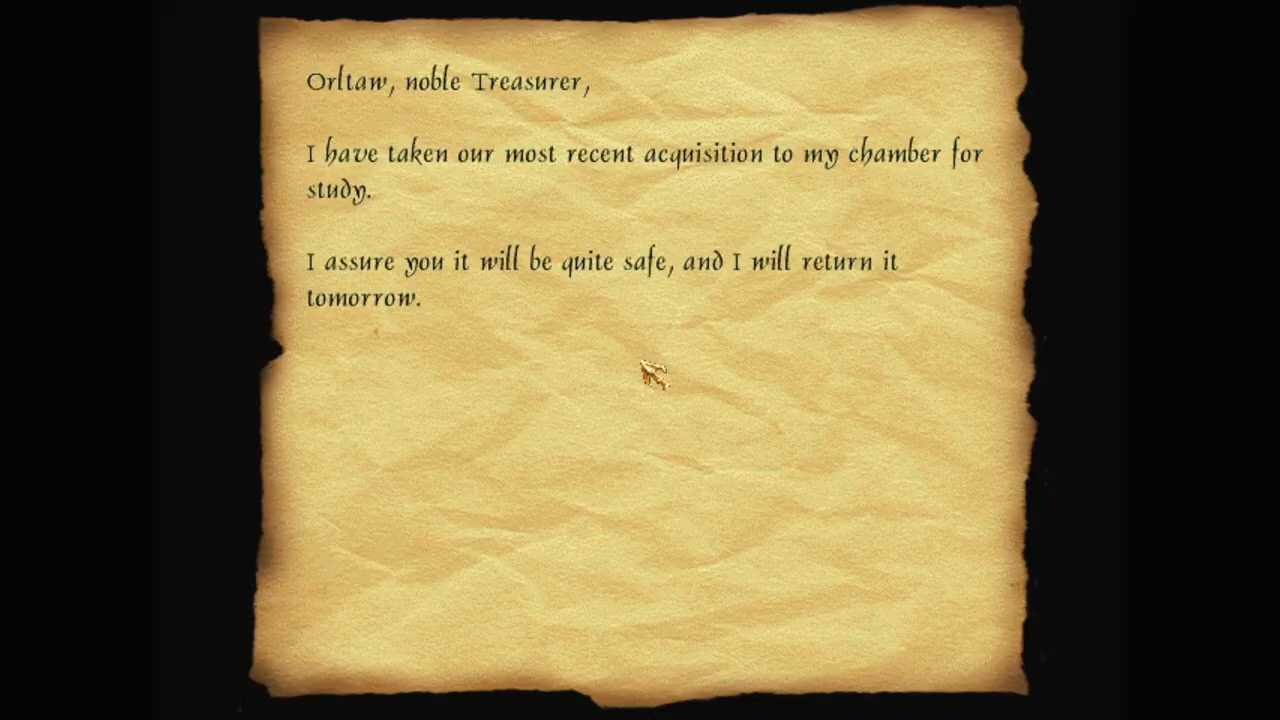 Orltaw, noble Treasurer,
I have taken our most recent acquisition to my chamber for
study.
I assure you it will be quite safe, and I will return it
tomorrow.